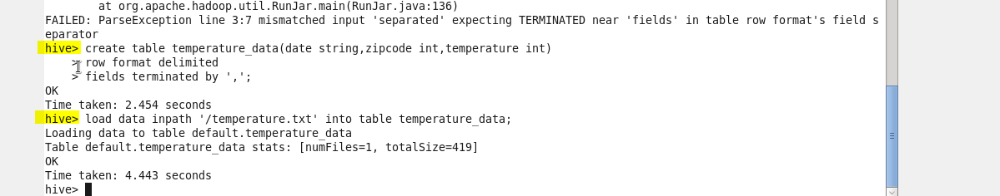 at org.apache.hadoop.util.RunJar.main(RunJar.java:136)
FAILED: ParseException line 3:7 mismatched input 'separated' expecting TERMINATED near 'fields' in table row format's field s
eparator
hive> create table temperature_data(date string,zipcode int,temperature int)
> row format delimited
> fields terminated by ',';
OK
Time taken: 2.454 seconds
hive> load data inpath '/temperature.txt' into table temperature_data;
Loading data to table default.temperature_data
Table default.temperature_data stats: [numFiles=1, totalSize=419]
OK
Time taken: 4.443 seconds
hive>